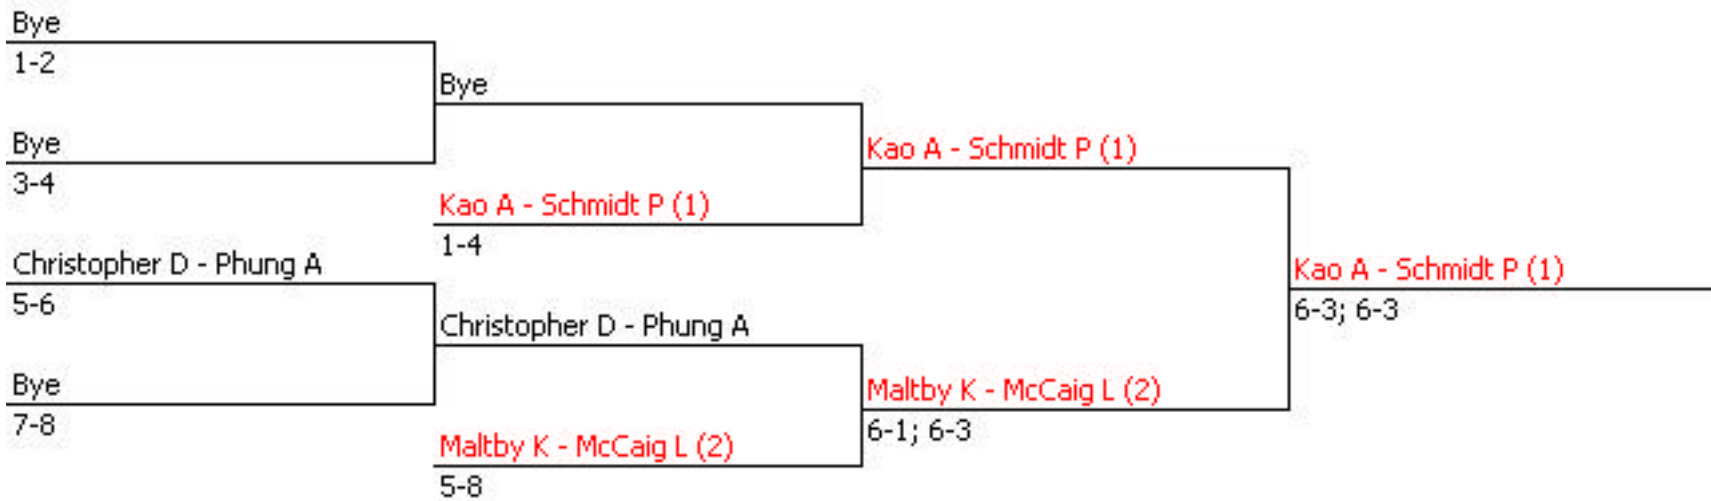 Bye
1-2
Bye
Bye
3-4
Kao A - Schmidt P (1)
Kao A - Schmidt P (1)
1-4
Christopher D - Phung A
5-6
Kao A - Schmidt P (1)
6-3; 6-3
Christopher D - Phung A
Bye
7-8
Maltby K - McCaig L (2)
6-1; 6-3
Maltby K - McCaig L (2)
5-8